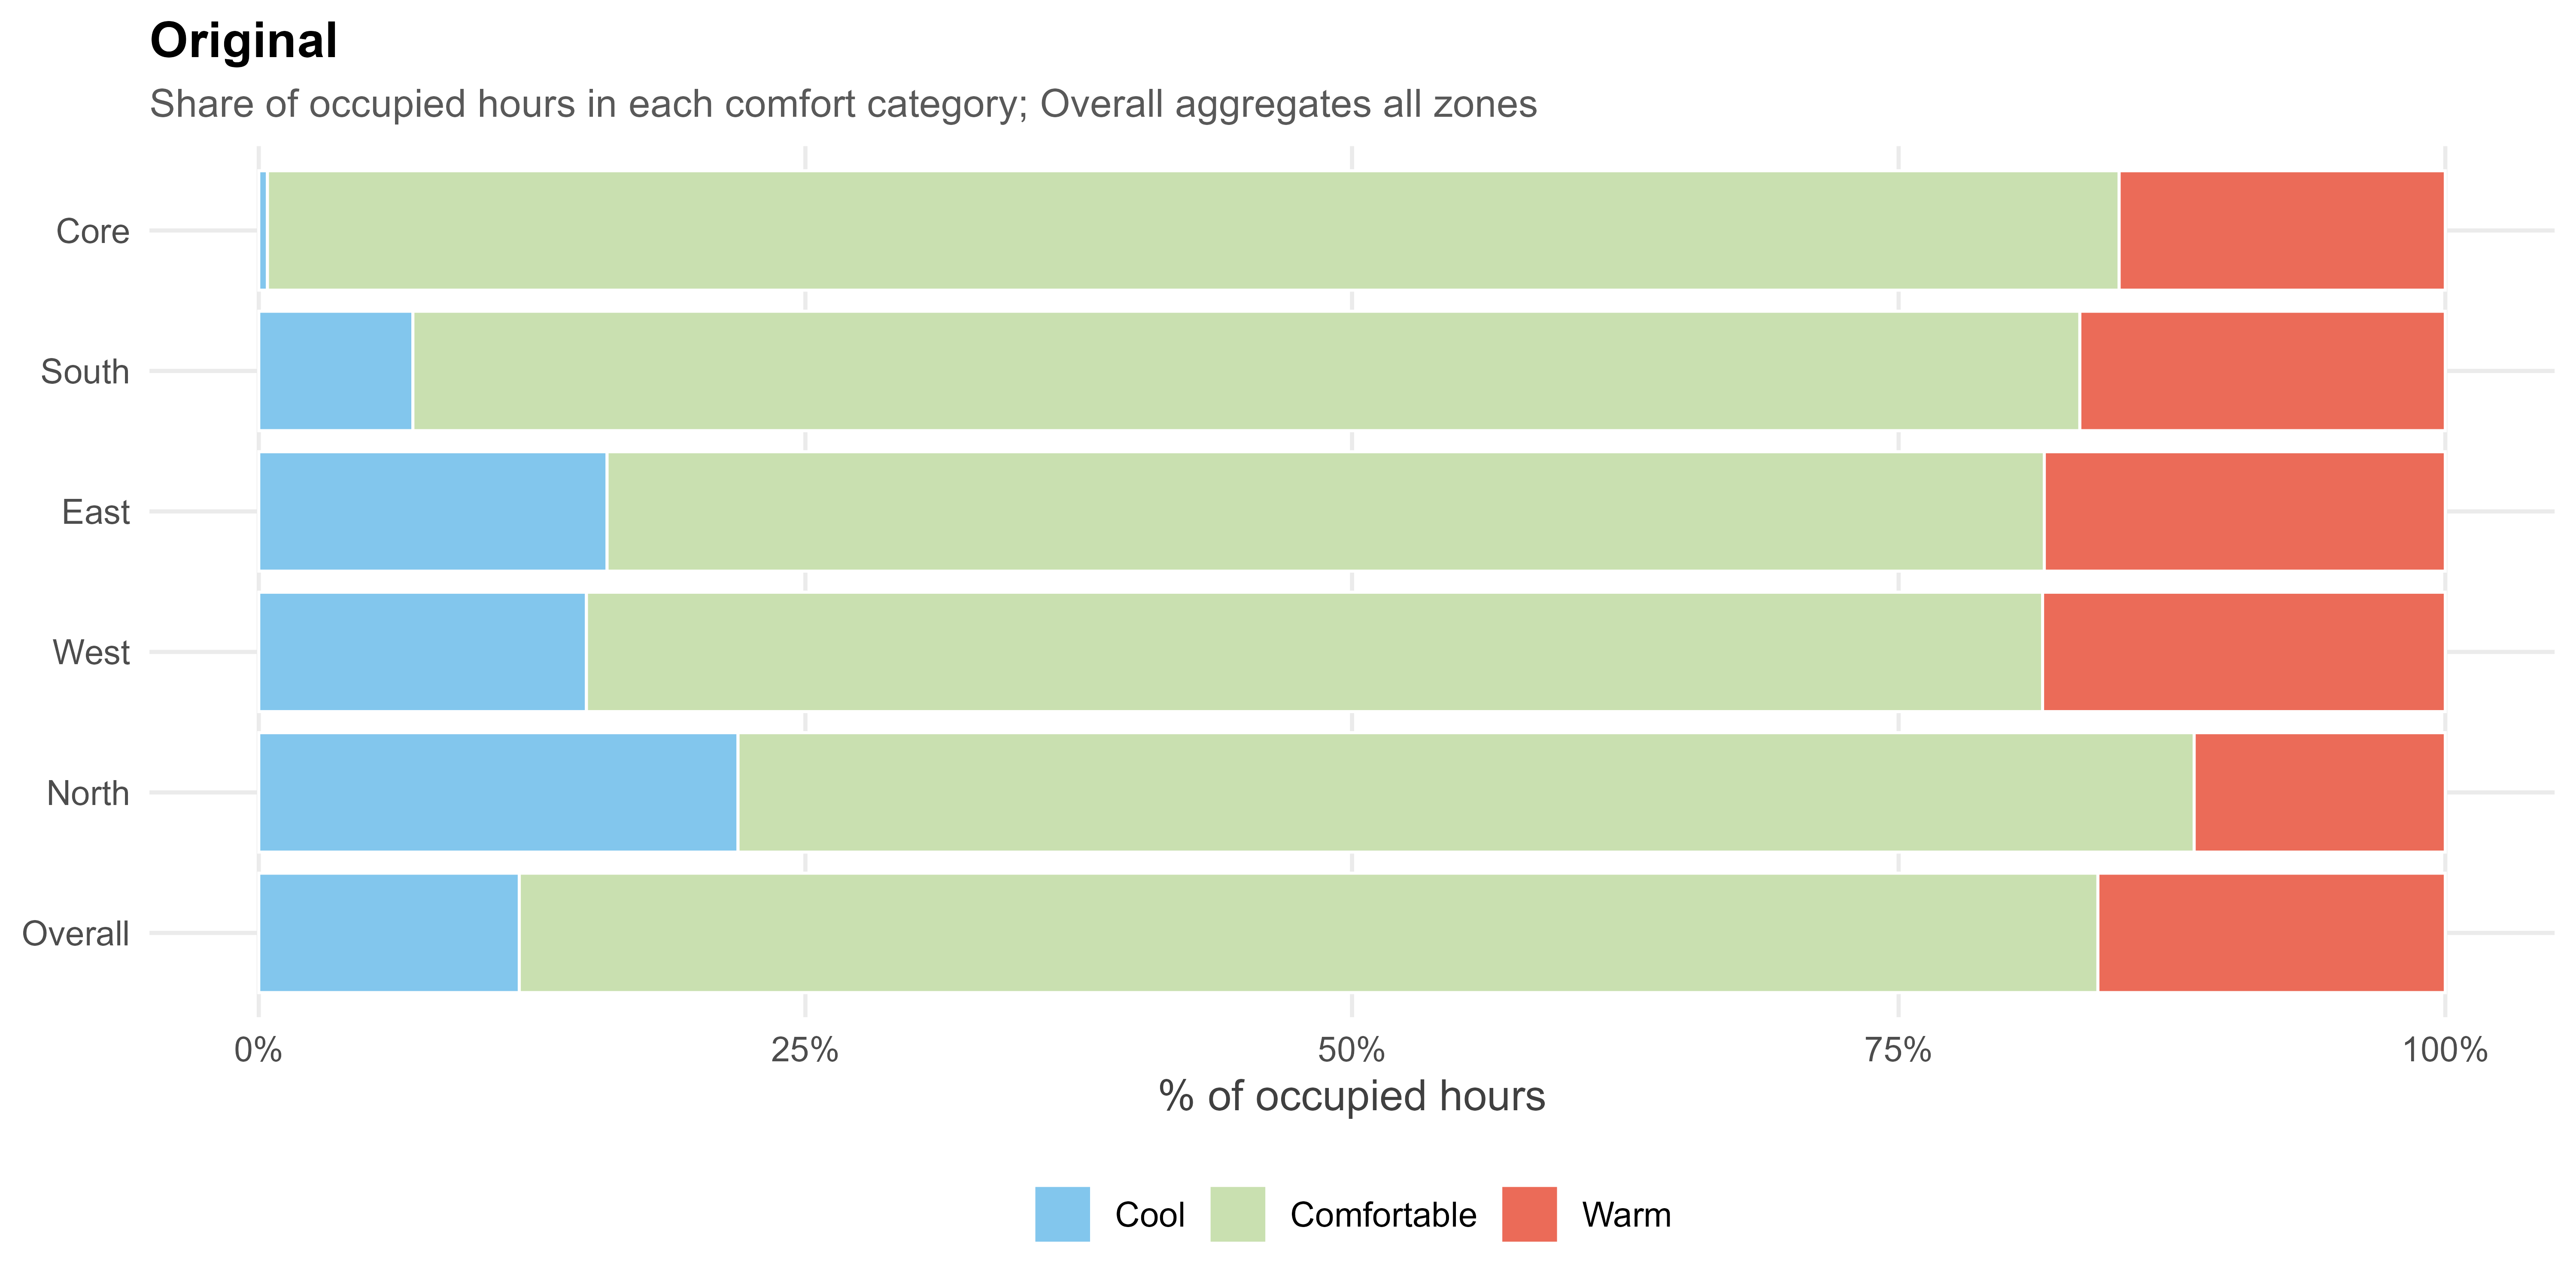 Original
Share of occupied hours in each comfort category; Overall aggregates all zones
Core
South
East
West
North
Overall
0% 25% 50% 75% 100%
% of occupied hours
Cool Comfortable Warm